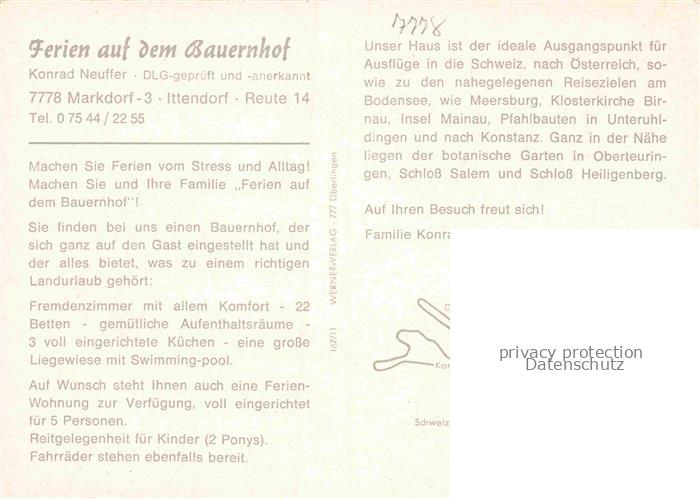 7778
Ferien auf dem Bauernhof
Konrad Neuffer · DLG-geprüft und -anerkannt
7778 Markdorf-3 · Ittendorf · Reute 14
Tel. 0 75 44 / 22 55
Machen Sie Ferien vom Stress und Alltag!
Machen Sie und Ihre Familie „Ferien auf
dem Bauernhof"!
Sie finden bei uns einen Bauernhof, der
sich ganz auf den Gast eingestellt hat und
der alles bietet, was zu einem richtigen
Landurlaub gehört:
Fremdenzimmer mit allem Komfort - 22
Betten - gemütliche Aufenthaltsräume -
3 voll eingerichtete Küchen - eine große
Liegewiese mit Swimming-pool.
Auf Wunsch steht Ihnen auch eine Ferien-
Wohnung zur Verfügung, voll eingerichtet
für 5 Personen.
Reitgelegenheit für Kinder (2 Ponys).
Fahrräder stehen ebenfalls bereit.
167/11 WERNER-VERLAG · 777 Überlingen
Unser Haus ist der ideale Ausgangspunkt für
Ausflüge in die Schweiz, nach Österreich, so-
wie zu den nahegelegenen Reisezielen am
Bodensee, wie Meersburg, Klosterkirche Bir-
nau, Insel Mainau, Pfahlbauten in Unteruhl-
dingen und nach Konstanz. Ganz in der Nähe
liegen der botanische Garten in Oberteurin-
gen, Schloß Salem und Schloß Heiligenberg.
Auf Ihren Besuch freut sich!
Familie Konra
Kon
Schweiz
privacy protection
Datenschutz